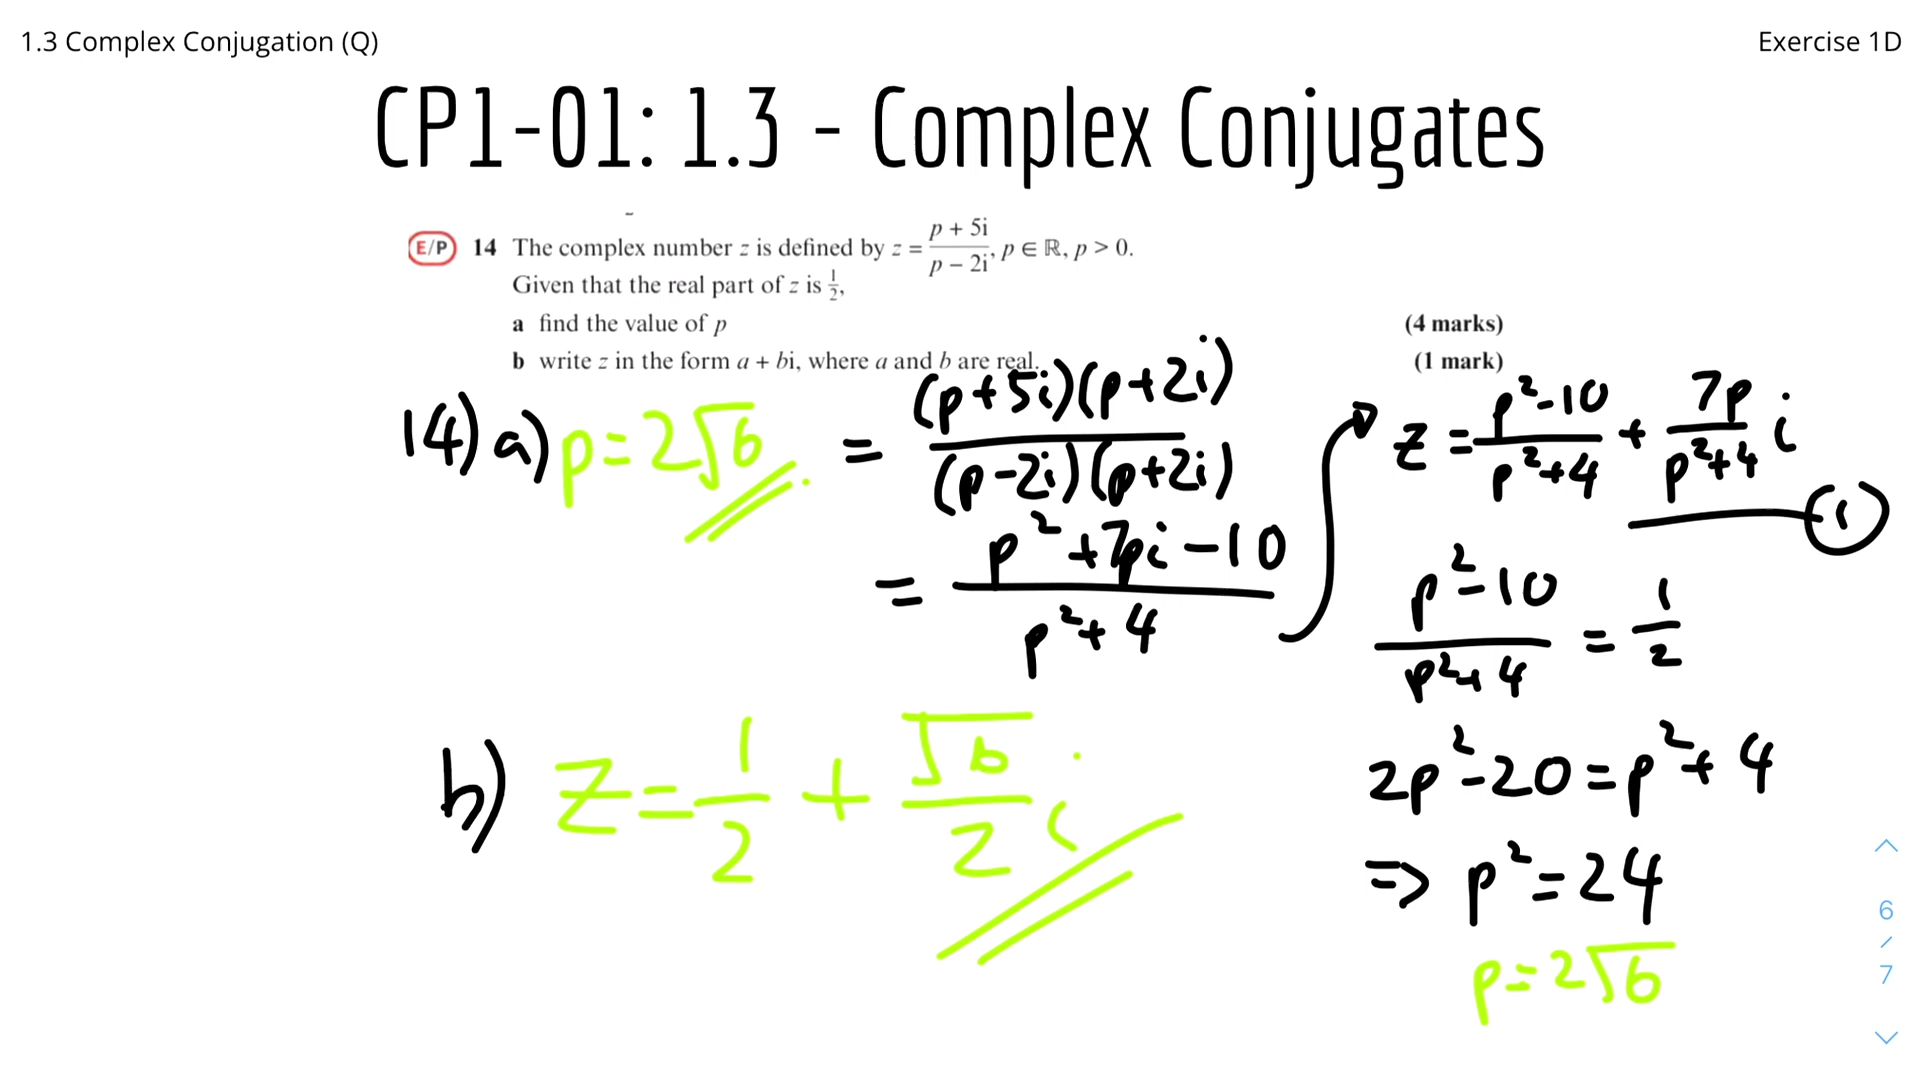 1.3 Complex Conjugation (Q)
Exercise 1D
CP1-01: 1.3 - Complex Conjugates
E/P 14 The complex number z is defined by z = (p + 5i)/(p − 2i), p ∈ ℝ, p > 0.
Given that the real part of z is 1/2,
a find the value of p (4 marks)
b write z in the form a + bi, where a and b are real. (1 mark)
14) a) p = 2√6
= (p+5i)(p+2i) / (p-2i)(p+2i)
= (p²+7pi-10) / (p²+4)
z = (p²-10)/(p²+4) + 7p/(p²+4) i
(1)
(p²-10)/(p²+4) = 1/2
2p²-20 = p²+4
=> p² = 24
p = 2√6
b) z = 1/2 + √6/2 i
6
/
7